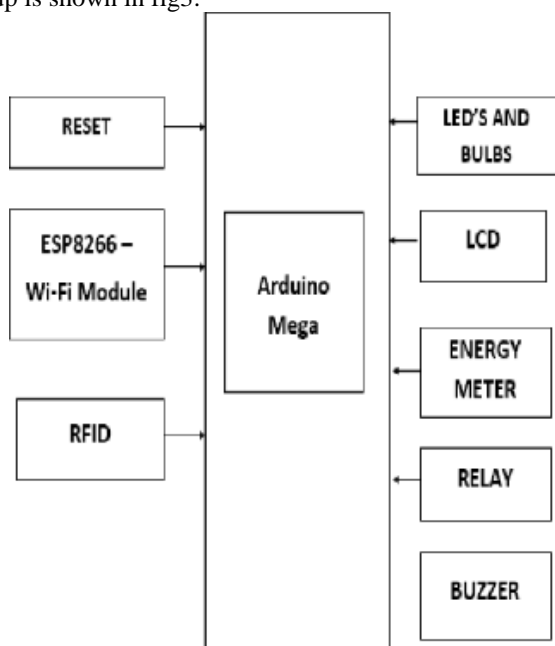 up is shown in fig3.
RESET
ESP8266 –
Wi-Fi Module
RFID
Arduino
Mega
LED'S AND
BULBS
LCD
ENERGY
METER
RELAY
BUZZER